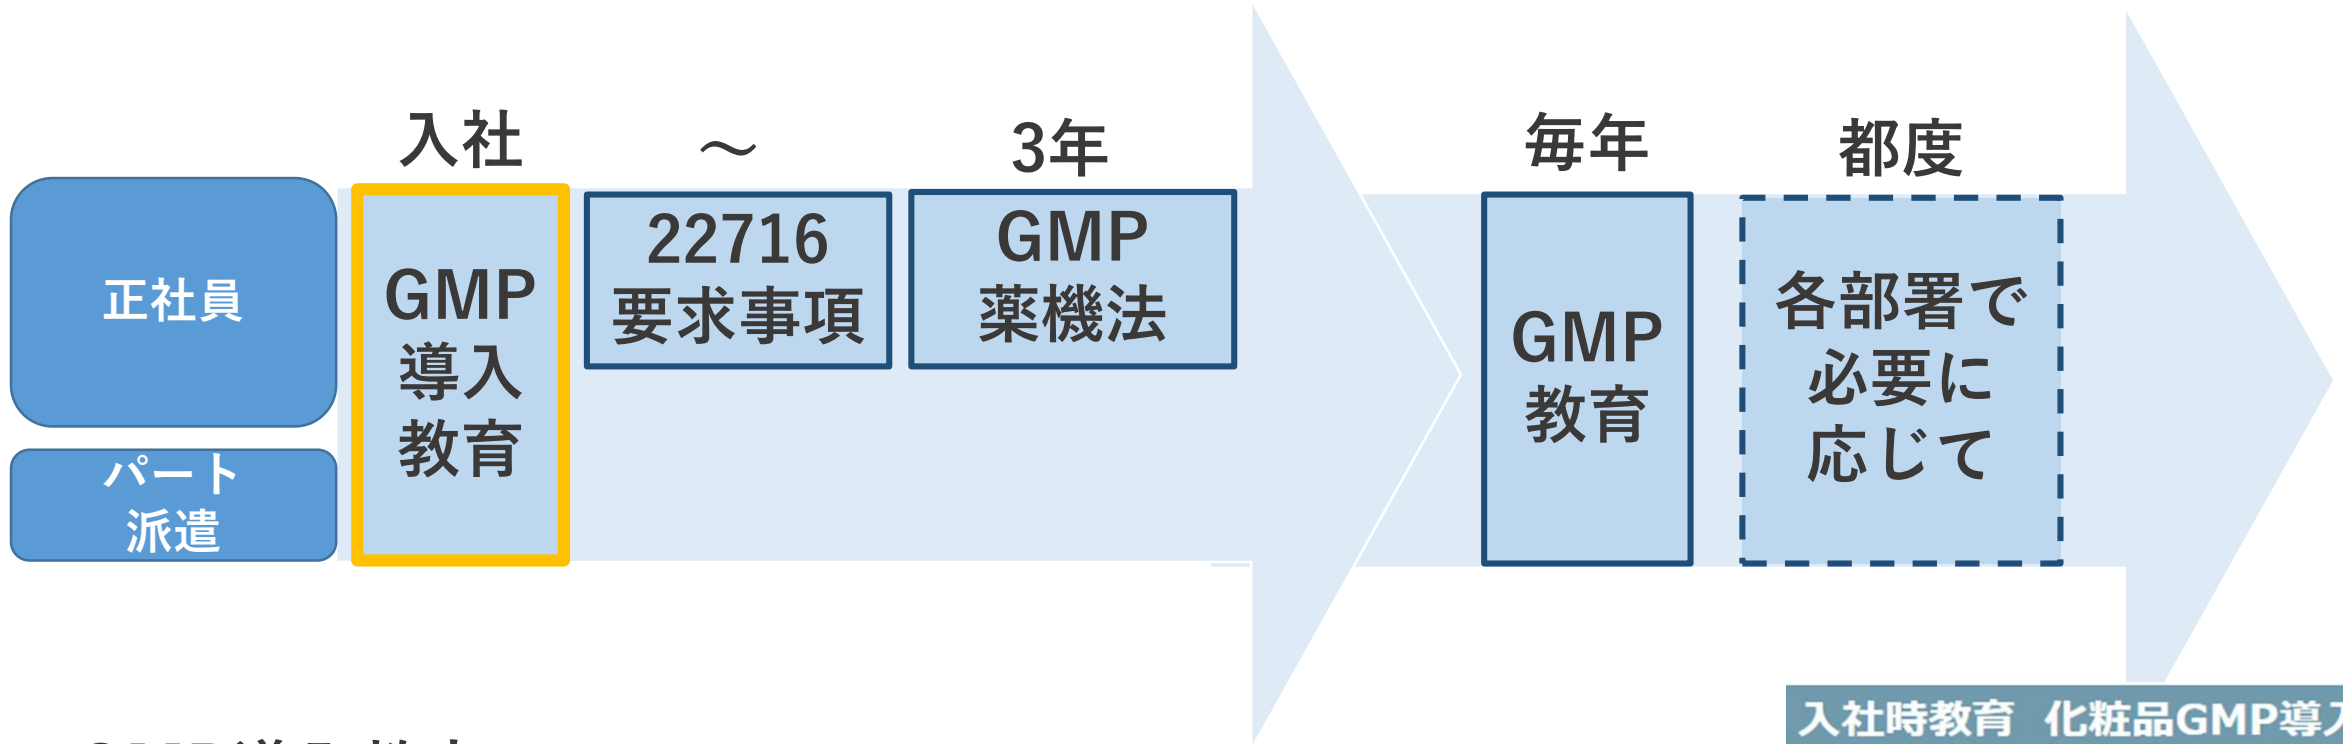 入社
～
3年
毎年
都度
正社員
パート
派遣
GMP
導入
教育
22716
要求事項
GMP
薬機法
GMP
教育
各部署で
必要に
応じて
入社時教育　化粧品GMP導入